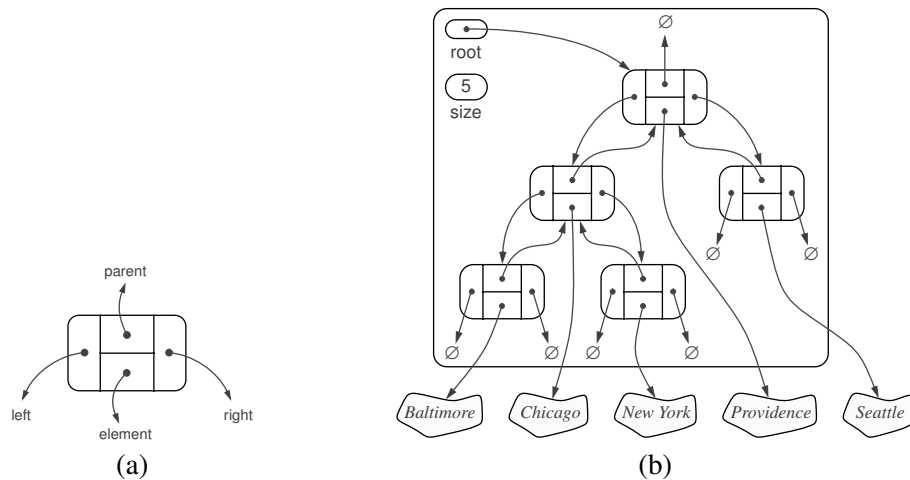 parent
left
right
element
(a)
root
5
size
∅
∅
∅
∅
∅
∅
∅
Baltimore
Chicago
New York
Providence
Seattle
(b)